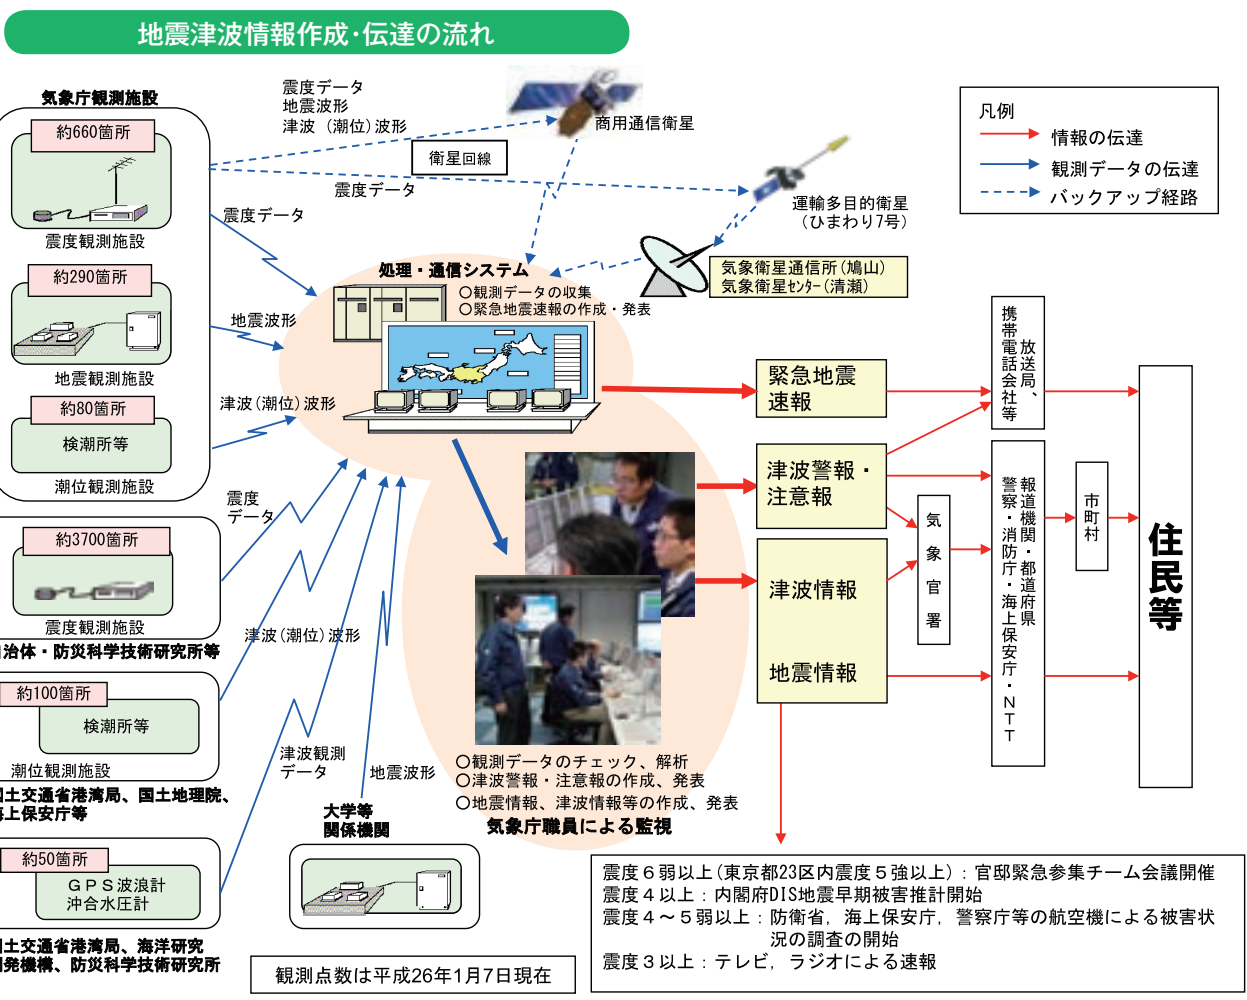 地震津波情報作成・伝達の流れ
気象庁観測施設
約660箇所
震度観測施設
約290箇所
地震観測施設
約80箇所
検潮所等
潮位観測施設
約3700箇所
震度観測施設
治体・防災科学技術研究所等
約100箇所
検潮所等
潮位観測施設
土交通省港湾局、国土地理院、
上保安庁等
約50箇所
ＧＰＳ波浪計
沖合水圧計
土交通省港湾局、海洋研究
発機構、防災科学技術研究所
震度データ
地震波形
津波（潮位）波形
衛星回線
震度データ
商用通信衛星
運輸多目的衛星
（ひまわり7号）
気象衛星通信所（鳩山）
気象衛星センター（清瀬）
凡例
情報の伝達
観測データの伝達
バックアップ経路
震度データ
地震波形
津波（潮位）波形
震度
データ
津波（潮位）波形
津波観測
データ
地震波形
大学等
関係機関
処理・通信システム
○観測データの収集
○緊急地震速報の作成・発表
○観測データのチェック、解析
○津波警報・注意報の作成、発表
○地震情報、津波情報等の作成、発表
気象庁職員による監視
緊急地震
速報
津波警報・
注意報
津波情報
地震情報
気象官署
放送局、
携帯電話会社等
報道機関・都道府県
警察・消防庁・海上保安庁・ＮＴＴ
市町村
住民等
震度６弱以上（東京都23区内震度５強以上）：官邸緊急参集チーム会議開催
震度４以上：内閣府DIS地震早期被害推計開始
震度４～５弱以上：防衛省，海上保安庁，警察庁等の航空機による被害状
況の調査の開始
震度３以上：テレビ，ラジオによる速報
観測点数は平成26年1月7日現在